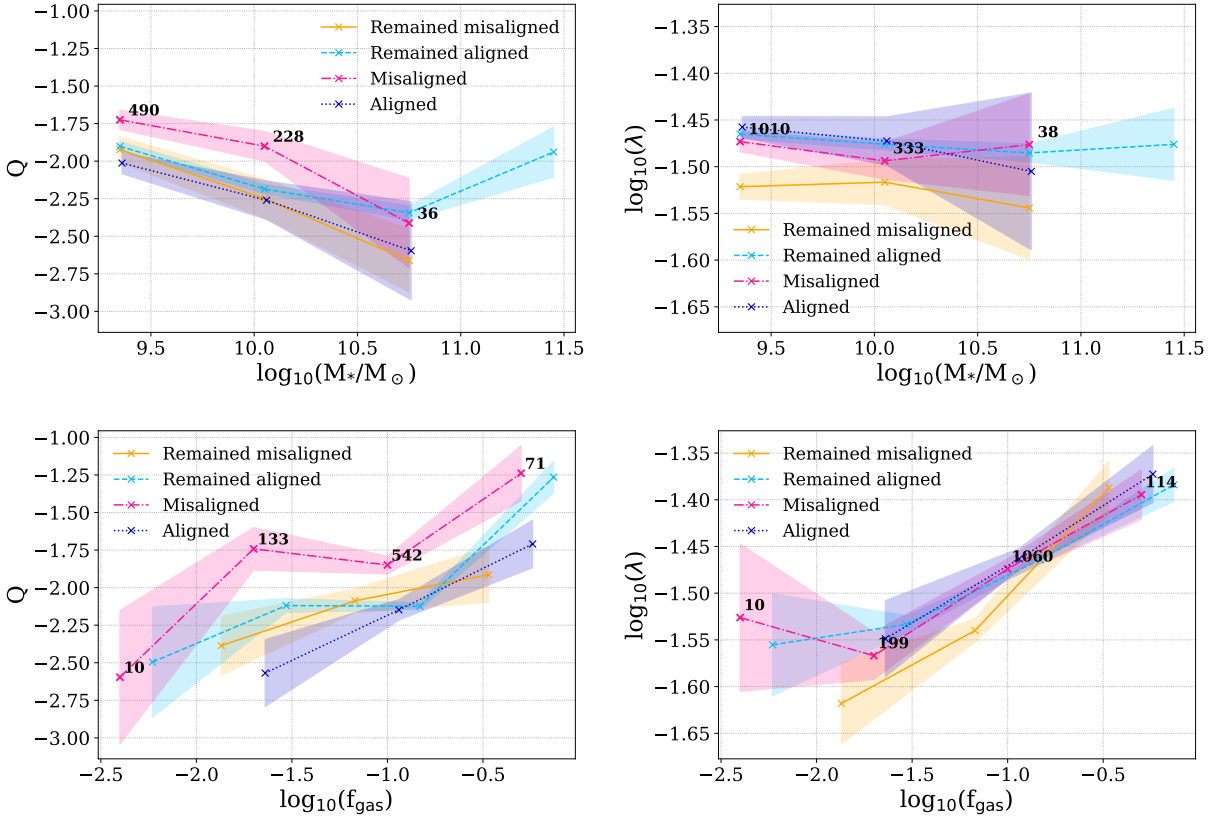 −1.00
−1.25
−1.50
−1.75
−2.00
−2.25
−2.50
−2.75
−3.00
Q
Remained misaligned
Remained aligned
Misaligned
Aligned
490
228
36
9.5
10.0
10.5
11.0
11.5
log10(M*/M⊙)
−1.35
−1.40
−1.45
−1.50
−1.55
−1.60
−1.65
log10(λ)
1010
333
38
Remained misaligned
Remained aligned
Misaligned
Aligned
9.5
10.0
10.5
11.0
11.5
log10(M*/M⊙)
−1.00
−1.25
−1.50
−1.75
−2.00
−2.25
−2.50
−2.75
−3.00
Q
Remained misaligned
Remained aligned
Misaligned
Aligned
71
133
542
10
−2.5
−2.0
−1.5
−1.0
−0.5
log10(fgas)
−1.35
−1.40
−1.45
−1.50
−1.55
−1.60
−1.65
log10(λ)
Remained misaligned
Remained aligned
Misaligned
Aligned
114
1060
10
199
−2.5
−2.0
−1.5
−1.0
−0.5
log10(fgas)